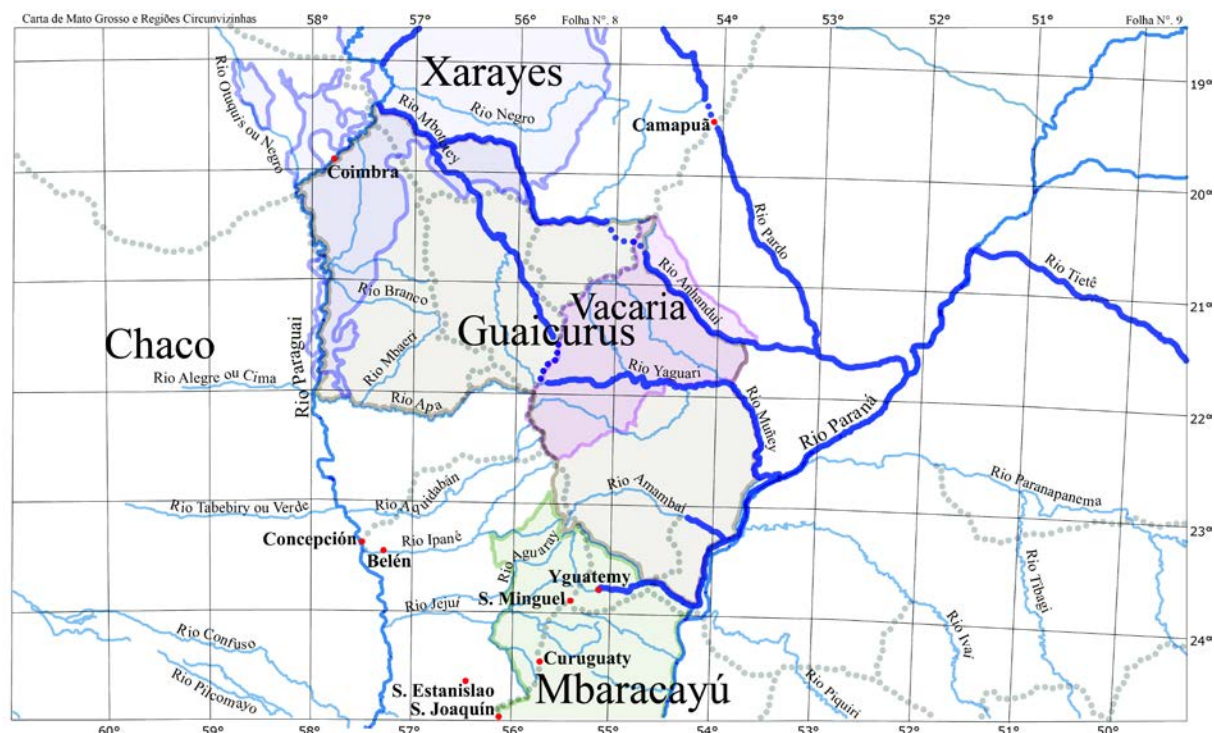 Carta de Mato Grosso e Regiões Circunvizinhas
58°
57°
56°
Folha N°. 8
55°
54°
53°
52°
51°
Folha N°. 9
Xarayes
Rio Otuquis ou Negro
Rio Mbotetey
Rio Negro
Camapuã
19°
Coimbra
20°
Rio Pardo
Rio Tietê
Rio Anhanduí
Rio Branco
Vacaria
21°
Guaicurus
Chaco
Rio Paraguai
Rio Mbaeri
Rio Yaguari
Rio Alegre ou Cima
Rio Apa
Rio Muñey
Rio Paraná
22°
Rio Aquidabán
Rio Amambaí
Rio Paranapanema
Rio Tabebiry ou Verde
23°
Concepción
Rio Ipané
Belén
Rio Aguaray
Yguatemy
Rio Tibagi
S. Minguel
Rio Jejuí
Rio Ivaí
Rio Confuso
24°
Curuguaty
Rio Pilcomayo
S. Estanislao
Mbaracayú
Rio Piquiri
S. Joaquín
60°
59°
58°
57°
56°
55°
54°
53°
52°
51°
50°
49°